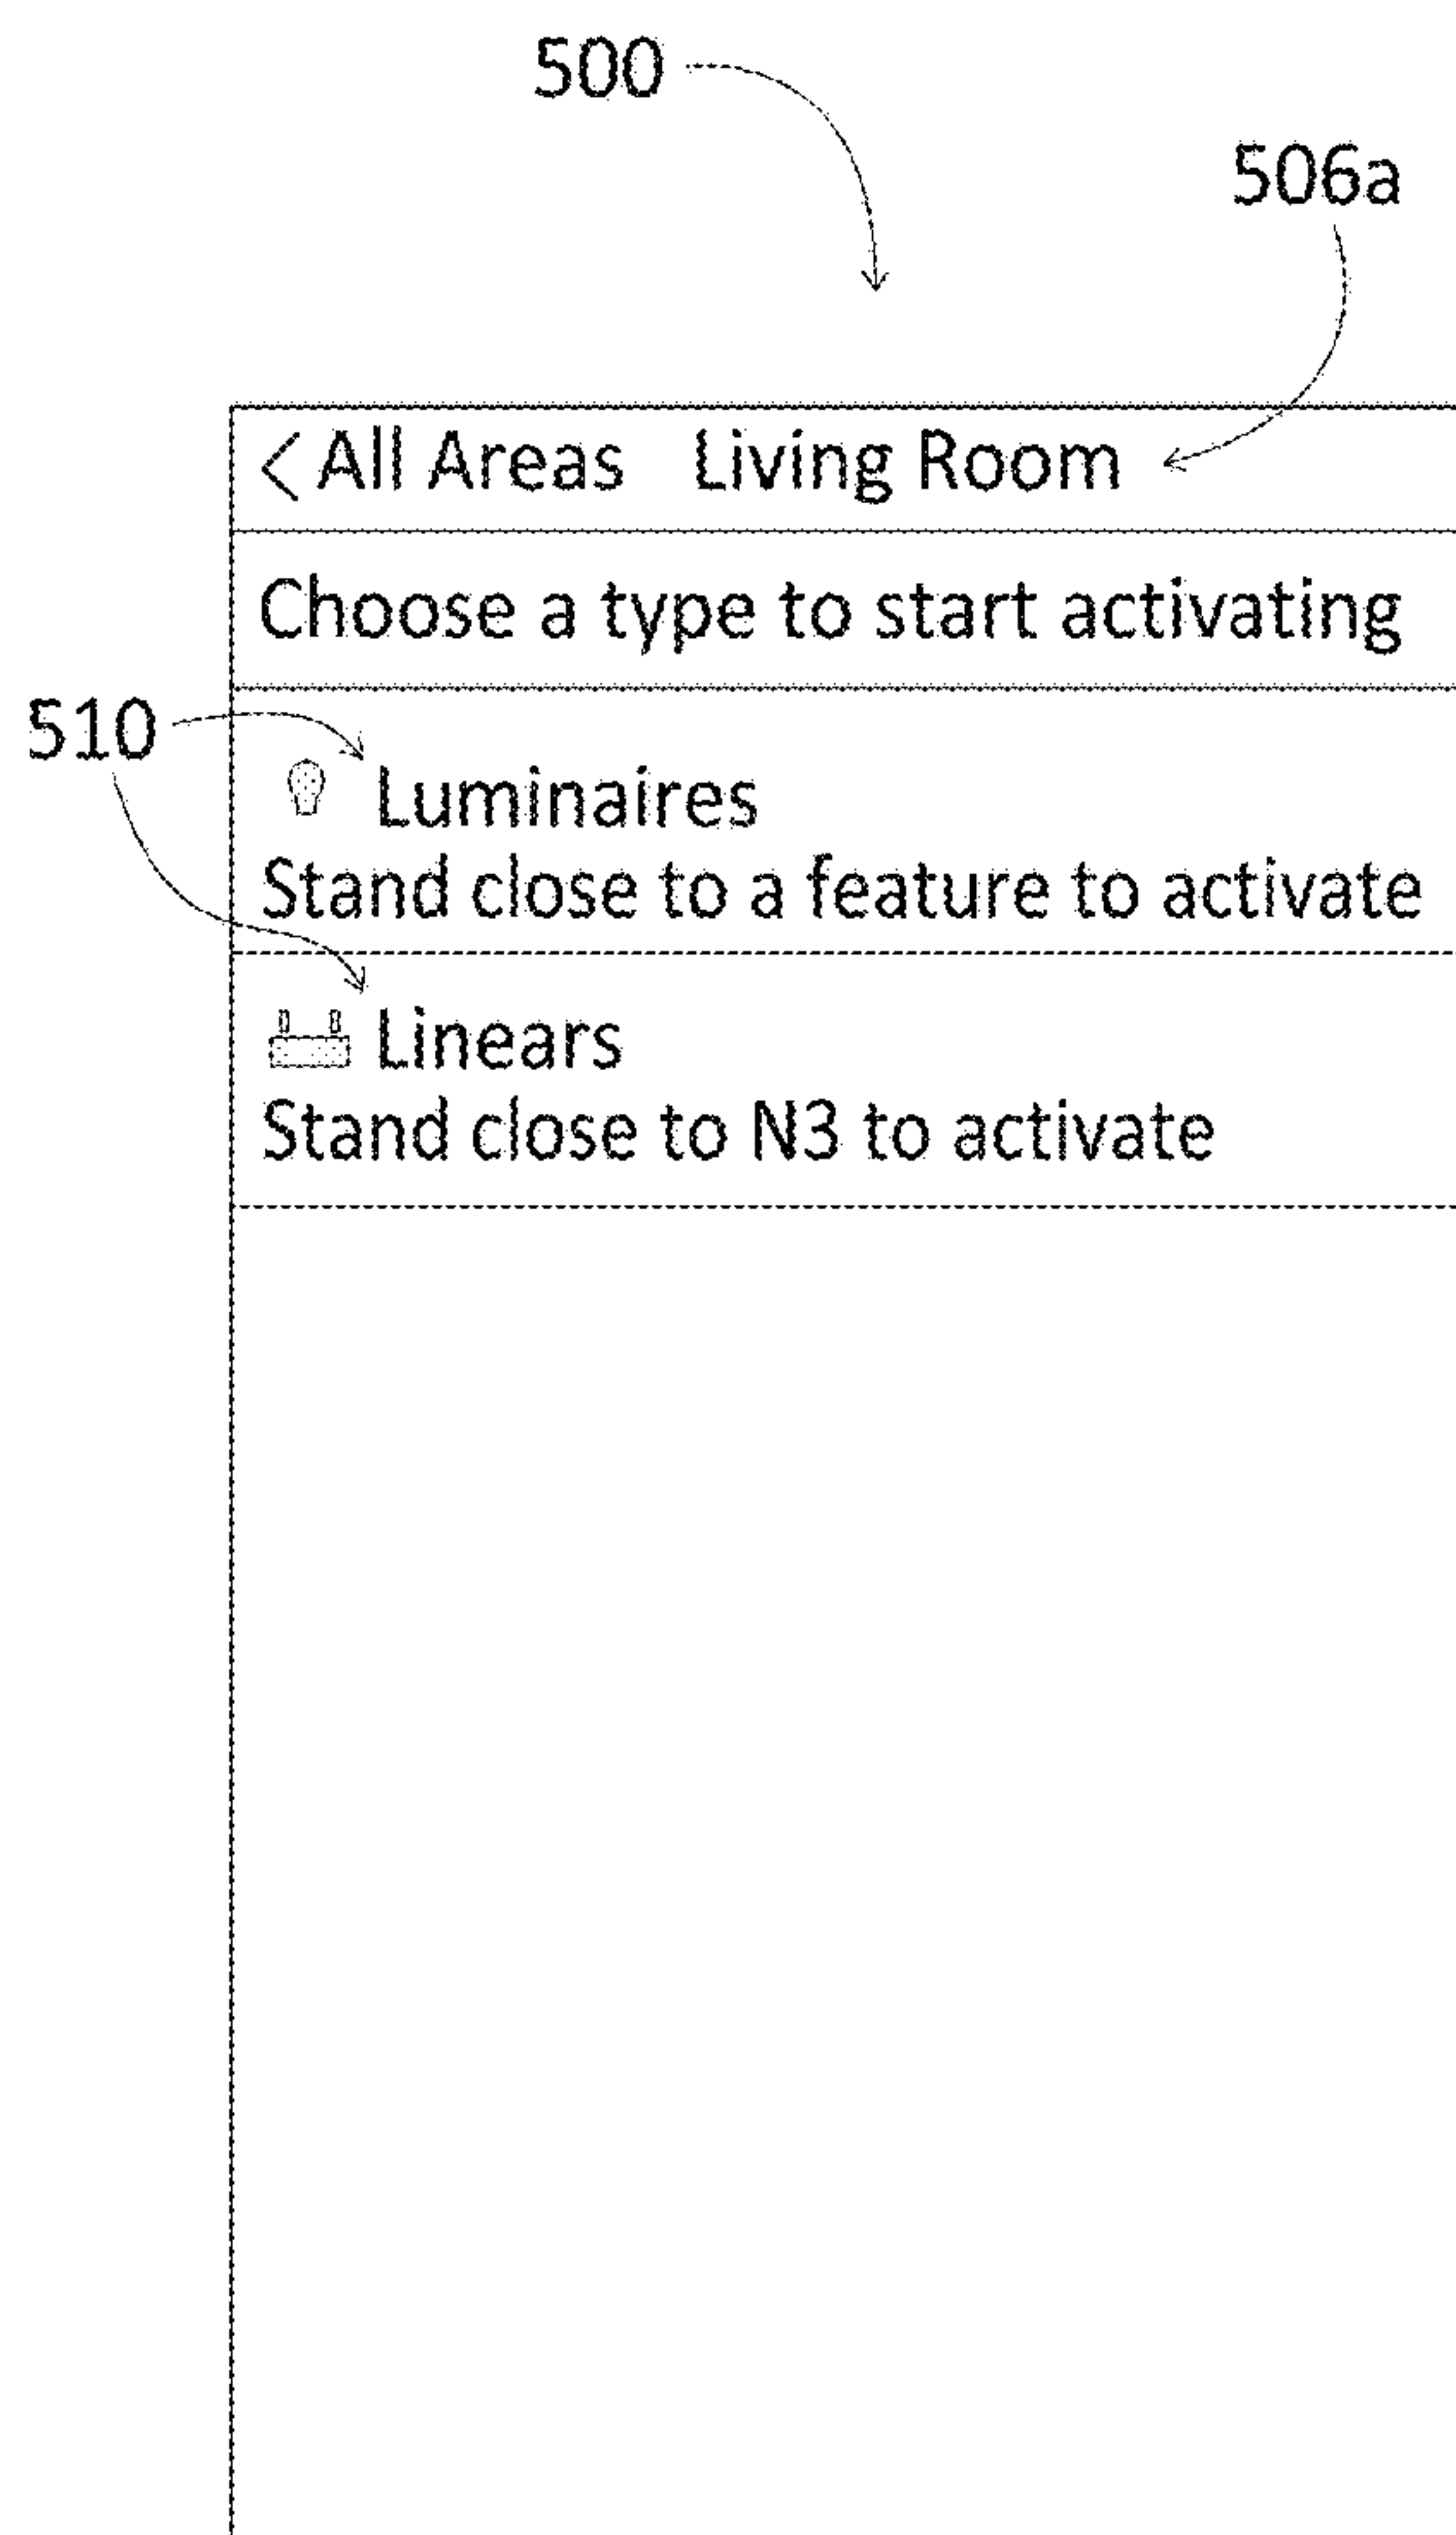 500
506a
< All Areas Living Room
Choose a type to start activating
510
Luminaires
Stand close to a feature to activate
Linears
Stand close to N3 to activate